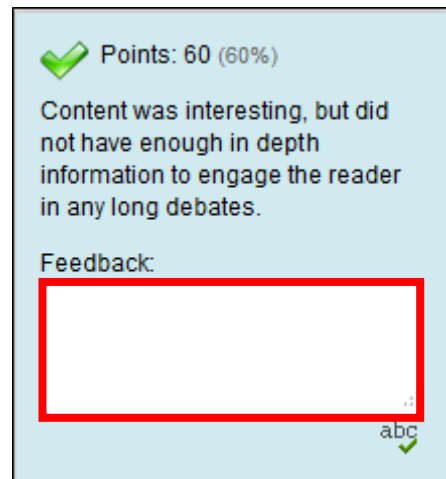 Points: 60 (60%)
Content was interesting, but did
not have enough in depth
information to engage the reader
in any long debates.
Feedback:
abc